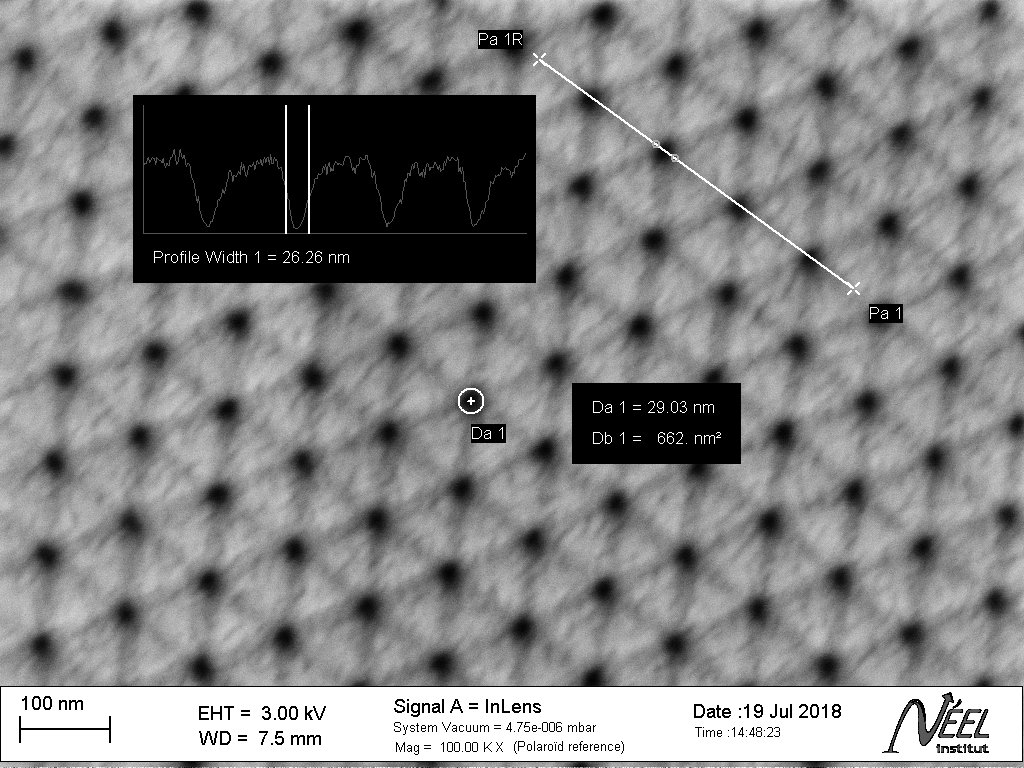 Pa 1R
Profile Width 1 = 26.26 nm
Pa 1
Da 1 = 29.03 nm
Db 1 = 662. nm²
Da 1
100 nm
EHT = 3.00 kV
WD = 7.5 mm
Signal A = InLens
System Vacuum = 4.75e-006 mbar
Mag = 100.00 K X (Polaroïd reference)
Date :19 Jul 2018
Time :14:48:23
NÉEL
institut